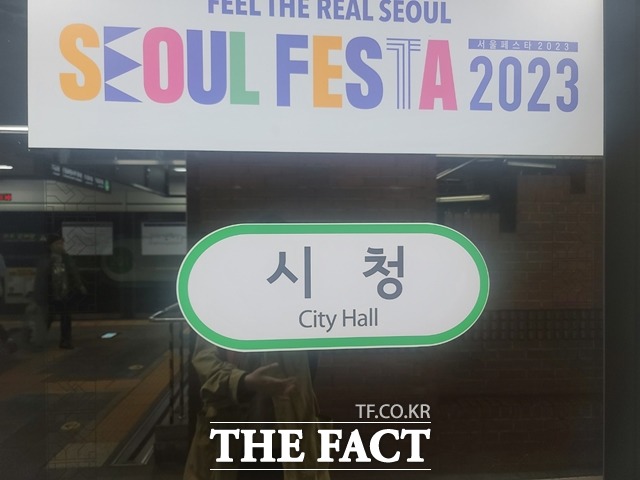 FEEL THE REAL SEOUL
SEOUL FESTA 2023
서울페스타 2023
시청
City Hall
TF.CO.KR
THE FACT